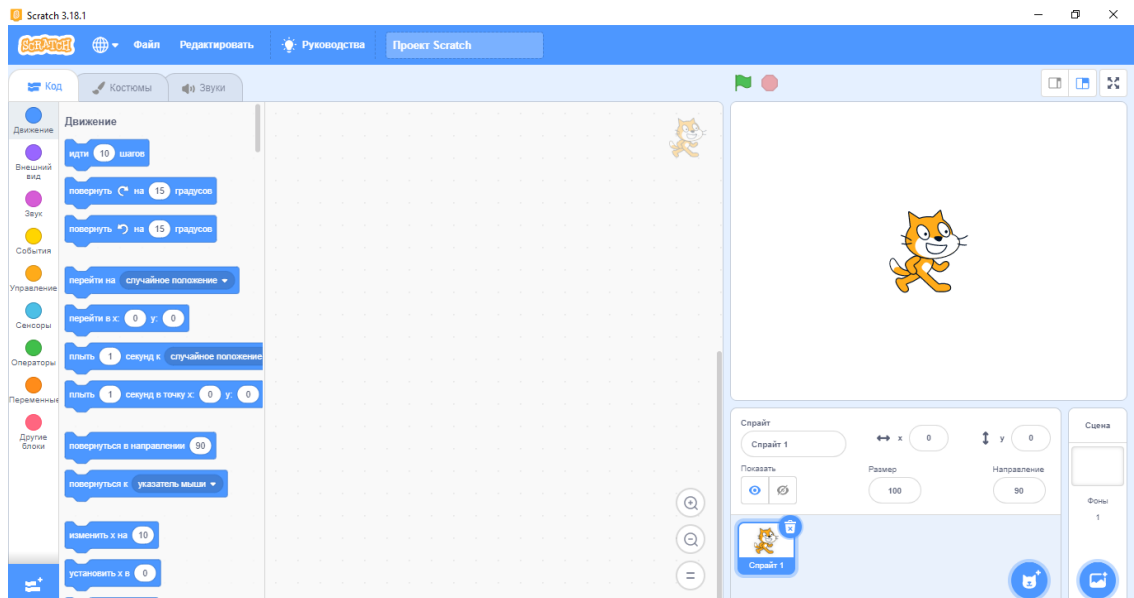 Scratch 3.18.1
SCRATCH Файл Редактировать Руководства Проект Scratch
Код Костюмы Звуки
Движение
Внешний
вид
Звук
События
Управление
Сенсоры
Операторы
Переменные
Другие
блоки
Движение
идти 10 шагов
повернуть на 15 градусов
повернуть на 15 градусов
перейти на случайное положение
перейти в x: 0 y: 0
плыть 1 секунд к случайное положение
плыть 1 секунд в точку x: 0 y: 0
повернуться в направлении 90
повернуться к указатель мыши
изменить x на 10
установить x в 0
Спрайт
Спрайт 1 x 0 y 0
Показать Размер Направление
100 90
Спрайт 1
Сцена
Фоны
1